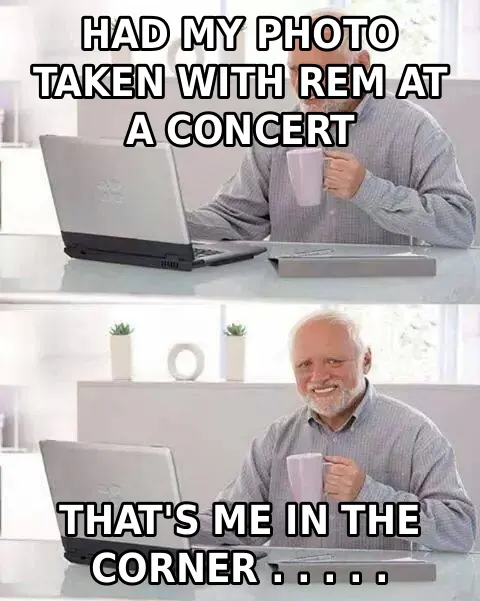 HAD MY PHOTO
TAKEN WITH REM AT
A CONCERT
THAT'S ME IN THE
CORNER . . . . .